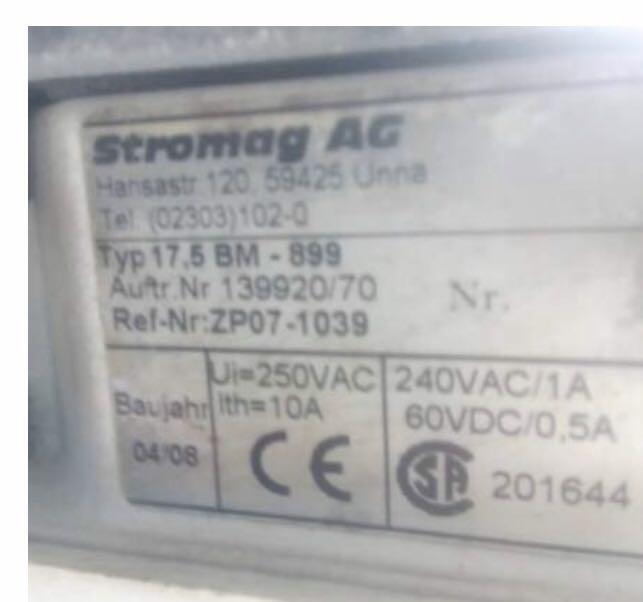 Stromag AG
Hansastr.120, 59425 Unna
Tel. (02303)102-0
Typ 17,5 BM - 899
Auftr.Nr 139920/70
Nr.
Ref-Nr:ZP07-1039
Baujahr
04/08
Ui=250VAC
Ith=10A
CE
240VAC/1A
60VDC/0,5A
SA 201644